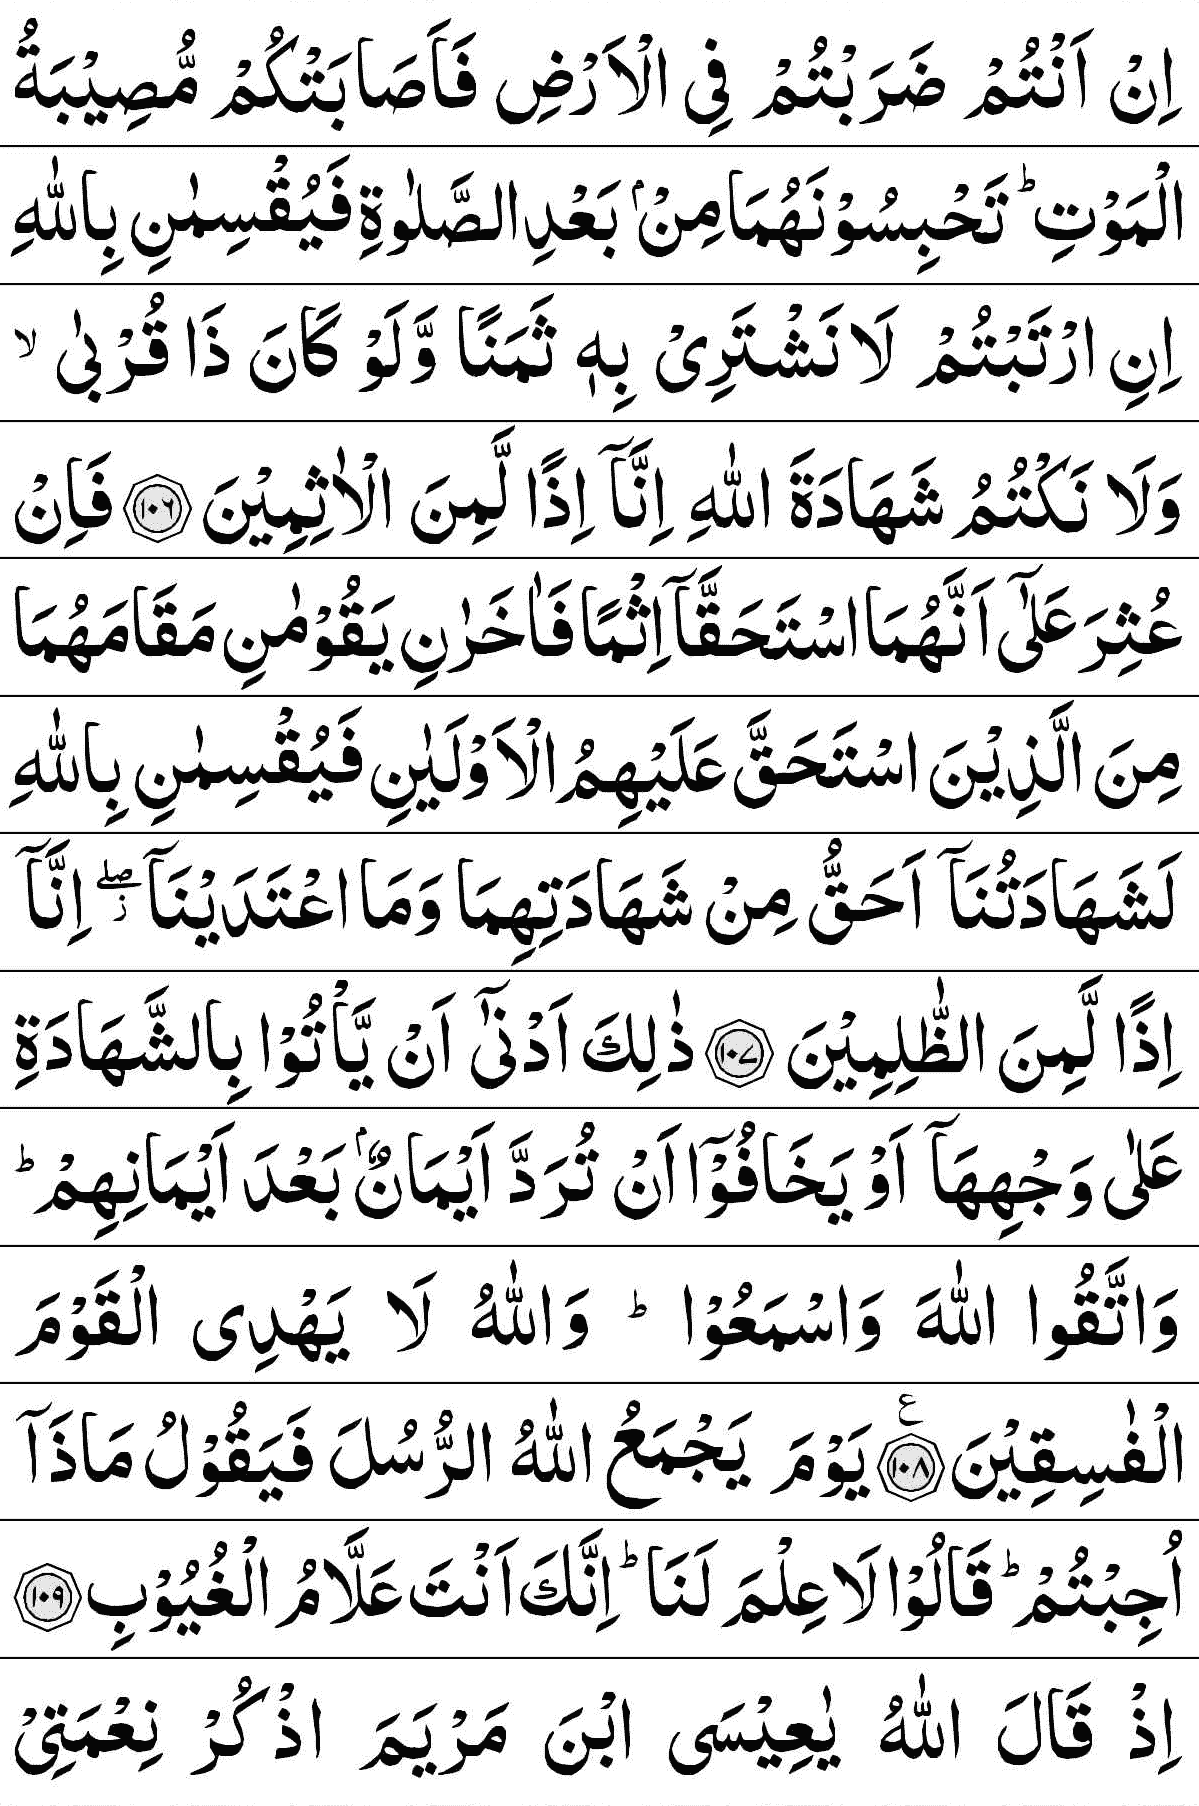 اِنْ اَنْتُمْ ضَرَبْتُمْ فِی الْاَرْضِ فَاَصَابَتْكُمْ مُّصِیْبَةُ
الْمَوْتِ ؕ تَحْبِسُوْنَهُمَا مِنْۢ بَعْدِ الصَّلٰوةِ فَیُقْسِمٰنِ بِاللّٰهِ
اِنِ ارْتَبْتُمْ لَا نَشْتَرِیْ بِهٖ ثَمَنًا وَّلَوْ كَانَ ذَا قُرْبٰی ۙ
وَلَا نَكْتُمُ شَهَادَةَ اللّٰهِ اِنَّاۤ اِذًا لَّمِنَ الْاٰثِمِیْنَ ﴿۱۰۶﴾ فَاِنْ
عُثِرَ عَلٰۤی اَنَّهُمَا اسْتَحَقَّاۤ اِثْمًا فَاٰخَرٰنِ یَقُوْمٰنِ مَقَامَهُمَا
مِنَ الَّذِیْنَ اسْتَحَقَّ عَلَیْهِمُ الْاَوْلَیٰنِ فَیُقْسِمٰنِ بِاللّٰهِ
لَشَهَادَتُنَاۤ اَحَقُّ مِنْ شَهَادَتِهِمَا وَمَا اعْتَدَیْنَاۤ ۖز اِنَّاۤ
اِذًا لَّمِنَ الظّٰلِمِیْنَ ﴿۱۰۷﴾ ذٰلِكَ اَدْنٰۤی اَنْ یَّاْتُوْا بِالشَّهَادَةِ
عَلٰی وَجْهِهَاۤ اَوْ یَخَافُوْۤا اَنْ تُرَدَّ اَیْمَانٌۢ بَعْدَ اَیْمَانِهِمْ ؕ
وَاتَّقُوا اللّٰهَ وَاسْمَعُوْا ؕ وَاللّٰهُ لَا یَهْدِی الْقَوْمَ
الْفٰسِقِیْنَ ﴿۱۰۸﴾ ع یَوْمَ یَجْمَعُ اللّٰهُ الرُّسُلَ فَیَقُوْلُ مَاذَاۤ
اُجِبْتُمْ ؕ قَالُوْا لَا عِلْمَ لَنَا ؕ اِنَّكَ اَنْتَ عَلَّامُ الْغُیُوْبِ ﴿۱۰۹﴾
اِذْ قَالَ اللّٰهُ یٰعِیْسَی ابْنَ مَرْیَمَ اذْكُرْ نِعْمَتِیْ